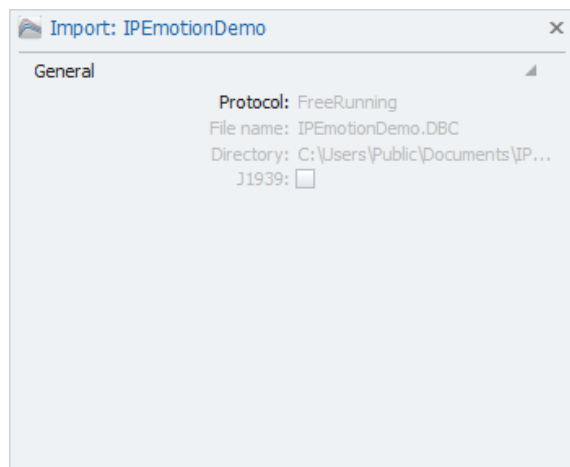 Import: IPEmotionDemo
General
Protocol: FreeRunning
File name: IPEmotionDemo.DBC
Directory: C:\Users\Public\Documents\IP...
J1939: